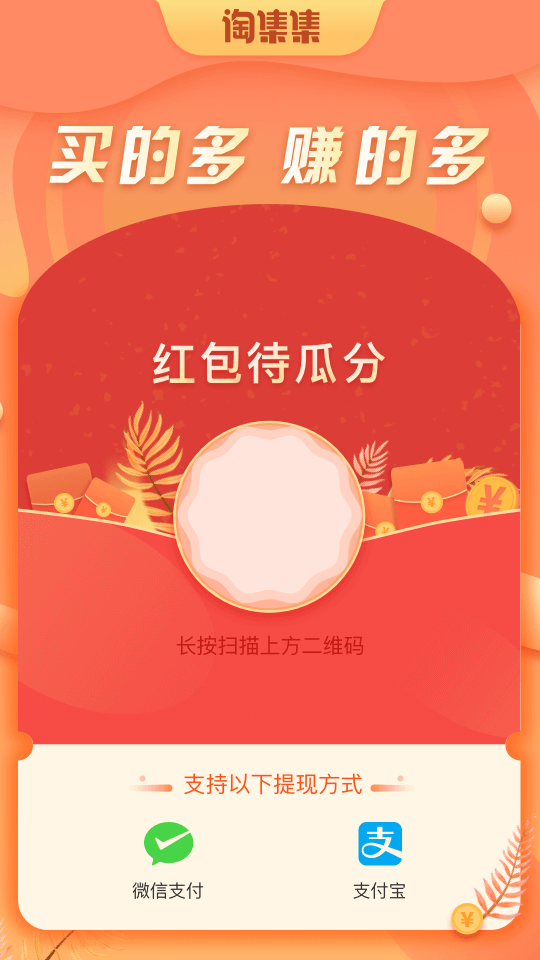 淘集集
买的多 赚的多
红包待瓜分
长按扫描上方二维码
支持以下提现方式
微信支付
支付宝